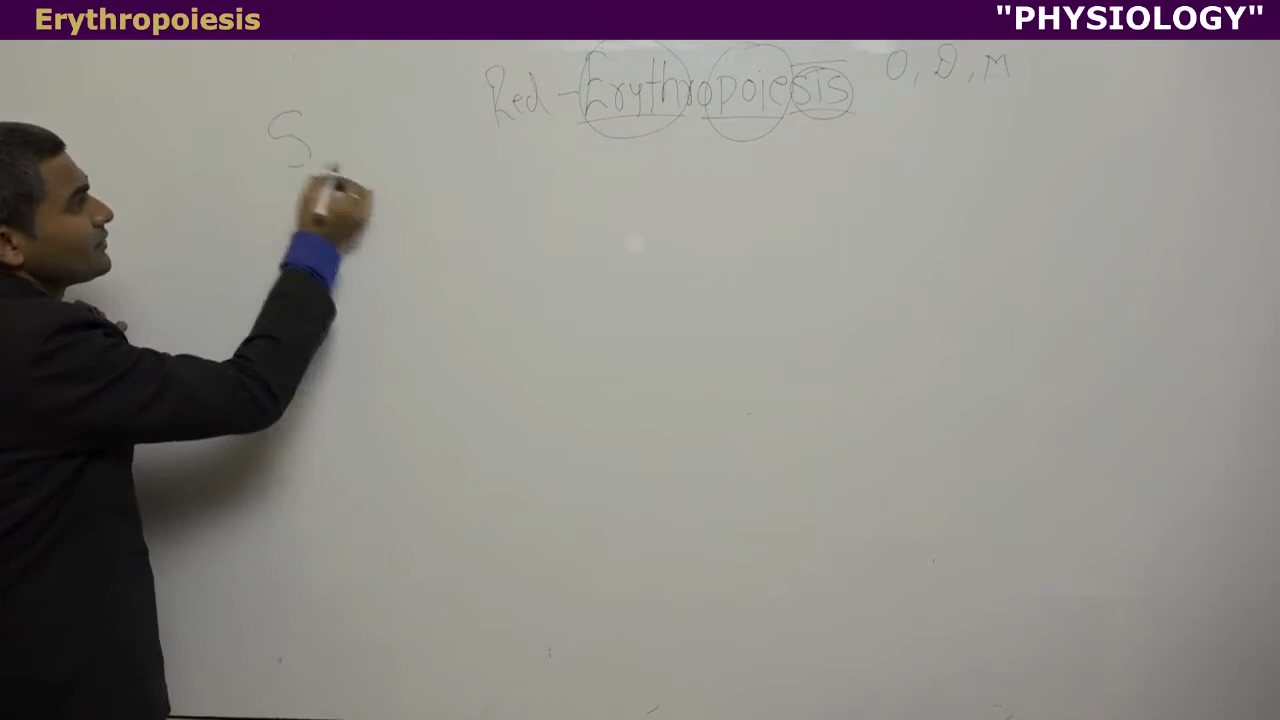 Erythropoiesis
"PHYSIOLOGY"
Red - Erythropoiesis O, D, M
S